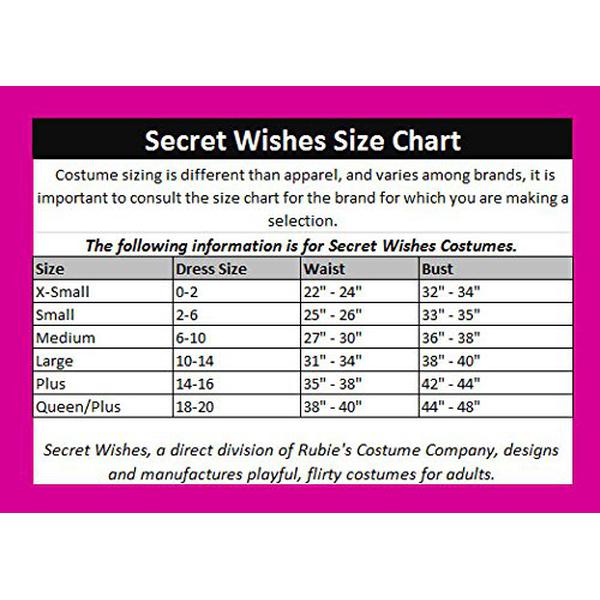 Secret Wishes Size Chart
Costume sizing is different than apparel, and varies among brands, it is
important to consult the size chart for the brand for which you are making a
selection.
The following information is for Secret Wishes Costumes.
Size Dress Size Waist Bust
X-Small 0-2 22" - 24" 32" - 34"
Small 2-6 25" - 26" 33" - 35"
Medium 6-10 27" - 30" 36" - 38"
Large 10-14 31" - 34" 38" - 40"
Plus 14-16 35" - 38" 42" - 44"
Queen/Plus 18-20 38" - 40" 44" - 48"
Secret Wishes, a direct division of Rubie's Costume Company, designs
and manufactures playful, flirty costumes for adults.